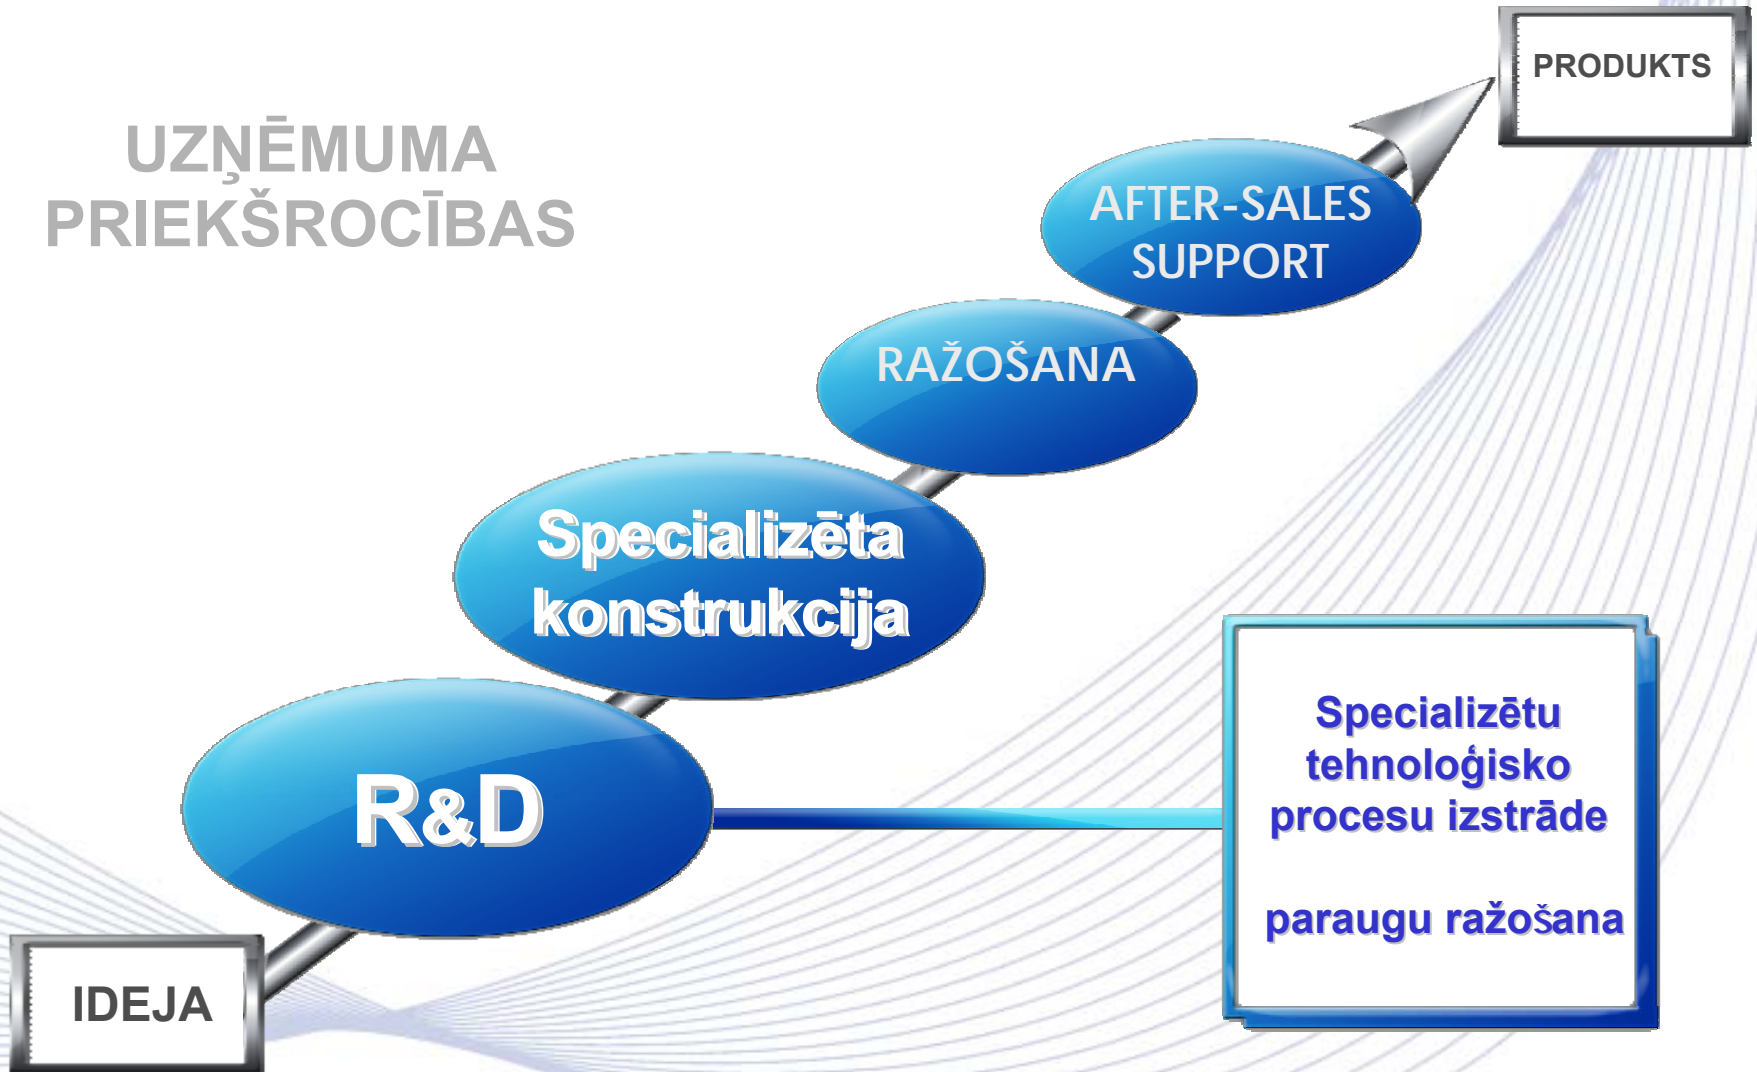 UZŅĒMUMA
PRIEKŠROCĪBAS
PRODUKTS
AFTER-SALES
SUPPORT
RAŽOŠANA
Specializēta
konstrukcija
R&D
IDEJA
Specializētu
tehnoloģisko
procesu izstrāde
paraugu ražošana